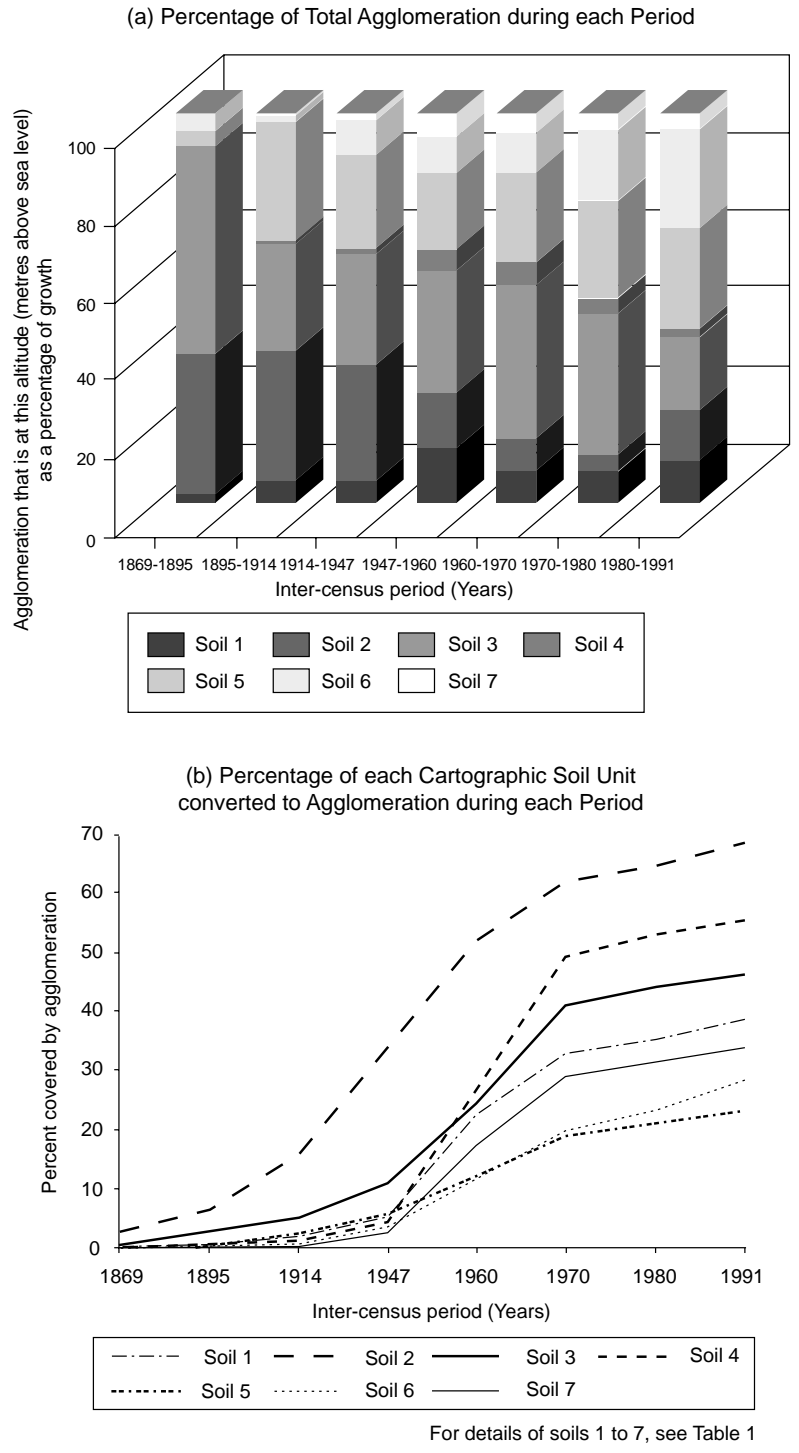 (a) Percentage of Total Agglomeration during each Period
Agglomeration that is at this altitude (metres above sea level)
as a percentage of growth
100
80
60
40
20
0
1869-1895 1895-1914 1914-1947 1947-1960 1960-1970 1970-1980 1980-1991
Inter-census period (Years)
Soil 1 Soil 2 Soil 3 Soil 4
Soil 5 Soil 6 Soil 7
(b) Percentage of each Cartographic Soil Unit
converted to Agglomeration during each Period
Percent covered by agglomeration
70
60
50
40
30
20
10
0
1869 1895 1914 1947 1960 1970 1980 1991
Inter-census period (Years)
Soil 1 Soil 2 Soil 3 Soil 4
Soil 5 Soil 6 Soil 7
For details of soils 1 to 7, see Table 1